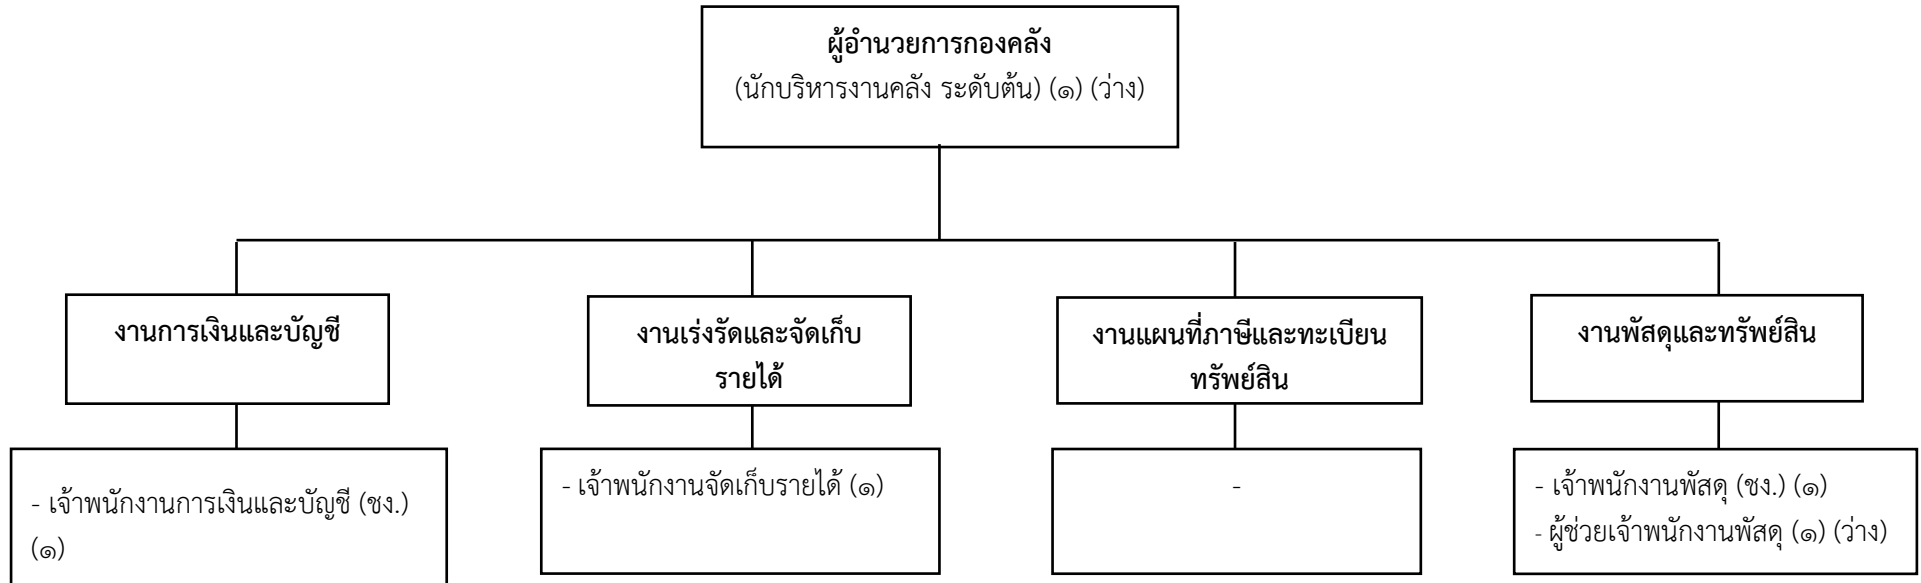 ผู้อำนวยการกองคลัง
(นักบริหารงานคลัง ระดับต้น) (๑) (ว่าง)
งานการเงินและบัญชี
งานเร่งรัดและจัดเก็บ
รายได้
งานแผนที่ภาษีและทะเบียน
ทรัพย์สิน
งานพัสดุและทรัพย์สิน
- เจ้าพนักงานการเงินและบัญชี (ชง.)
(๑)
- เจ้าพนักงานจัดเก็บรายได้ (๑)
-
- เจ้าพนักงานพัสดุ (ชง.) (๑)
- ผู้ช่วยเจ้าพนักงานพัสดุ (๑) (ว่าง)